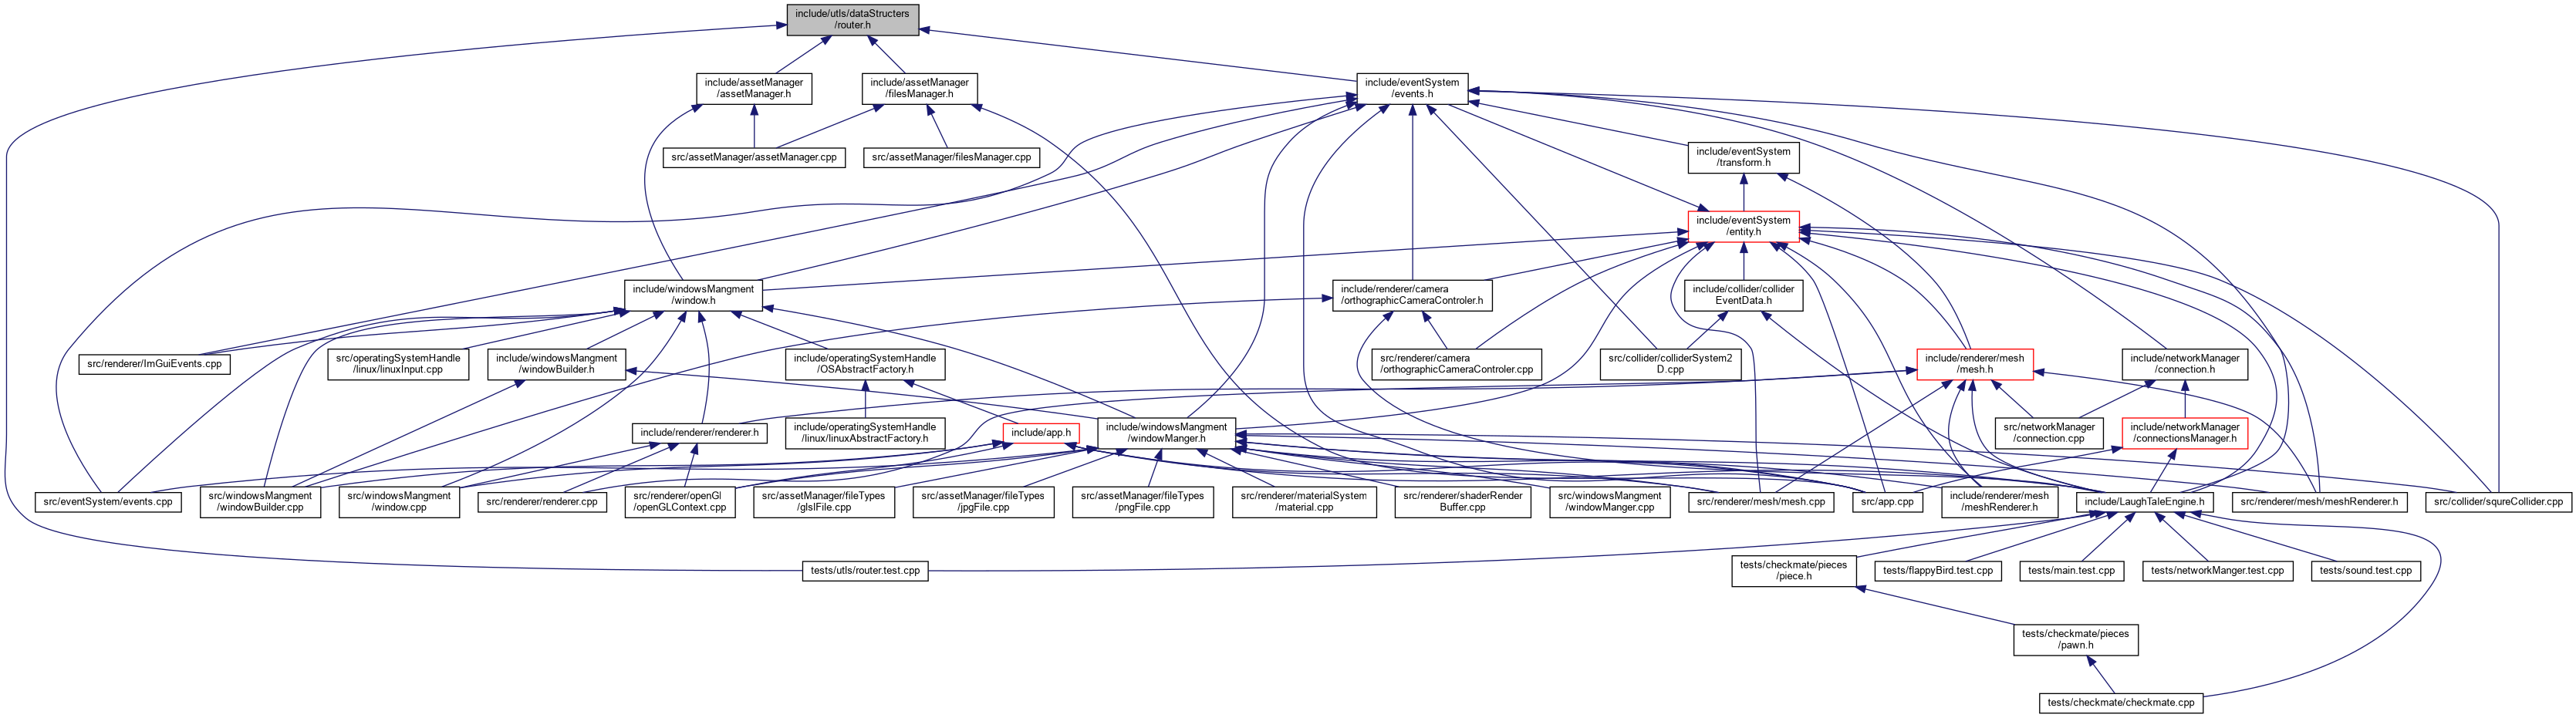 include/utls/dataStructers
/router.h
include/assetManager
/assetManager.h
include/assetManager
/filesManager.h
include/eventSystem
/events.h
src/assetManager/assetManager.cpp
src/assetManager/filesManager.cpp
include/eventSystem
/transform.h
include/eventSystem
/entity.h
include/windowsMangment
/window.h
include/renderer/camera
/orthographicCameraControler.h
include/collider/collider
EventData.h
src/renderer/ImGuiEvents.cpp
src/operatingSystemHandle
/linux/linuxInput.cpp
include/windowsMangment
/windowBuilder.h
include/operatingSystemHandle
/OSAbstractFactory.h
src/renderer/camera
/orthographicCameraControler.cpp
src/collider/colliderSystem2
D.cpp
include/renderer/mesh
/mesh.h
include/networkManager
/connection.h
include/renderer/renderer.h
include/operatingSystemHandle
/linux/linuxAbstractFactory.h
include/app.h
include/windowsMangment
/windowManger.h
src/networkManager
/connection.cpp
include/networkManager
/connectionsManager.h
src/eventSystem/events.cpp
src/windowsMangment
/windowBuilder.cpp
src/windowsMangment
/window.cpp
src/renderer/renderer.cpp
src/renderer/openGl
/openGLContext.cpp
src/assetManager/fileTypes
/glslFile.cpp
src/assetManager/fileTypes
/jpgFile.cpp
src/assetManager/fileTypes
/pngFile.cpp
src/renderer/materialSystem
/material.cpp
src/renderer/shaderRender
Buffer.cpp
src/windowsMangment
/windowManger.cpp
src/renderer/mesh/mesh.cpp
src/app.cpp
include/renderer/mesh
/meshRenderer.h
include/LaughTaleEngine.h
src/renderer/mesh/meshRenderer.h
src/collider/squreCollider.cpp
tests/utls/router.test.cpp
tests/checkmate/pieces
/piece.h
tests/flappyBird.test.cpp
tests/main.test.cpp
tests/networkManger.test.cpp
tests/sound.test.cpp
tests/checkmate/pieces
/pawn.h
tests/checkmate/checkmate.cpp